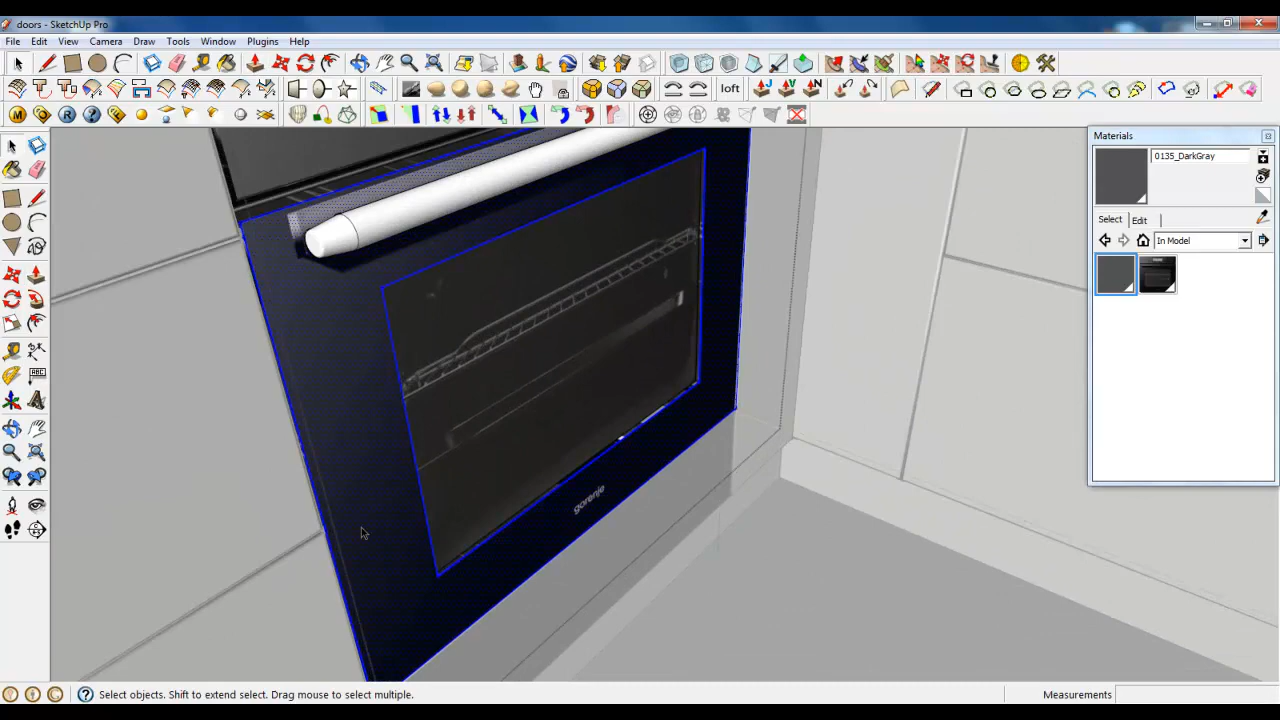 doors - SketchUp Pro
File Edit View Camera Draw Tools Window Plugins Help
loft
V N
M R ?
ABC
Materials
0135_DarkGray
Select Edit
In Model
gorenje
Select objects. Shift to extend select. Drag mouse to select multiple.
Measurements